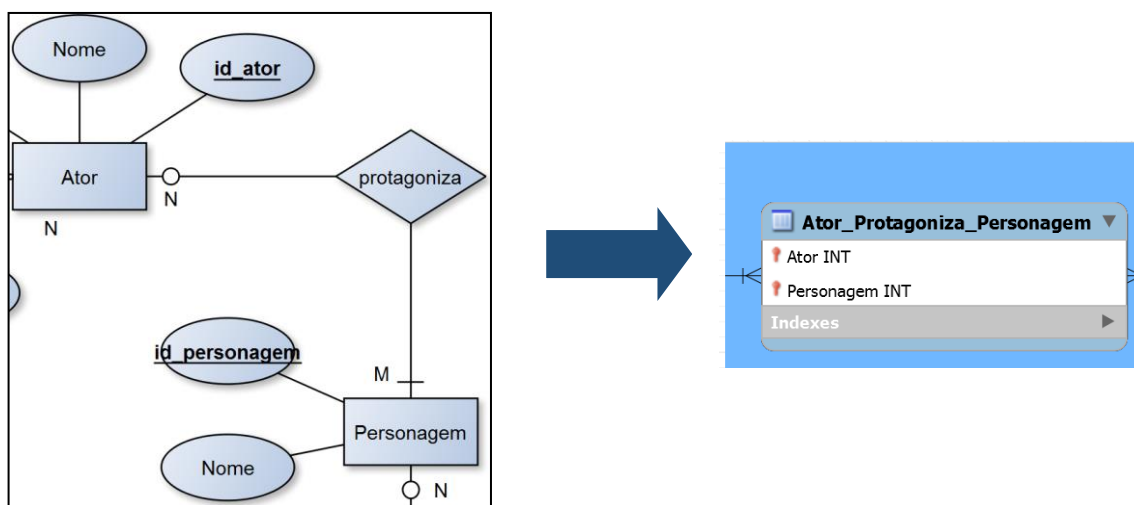 Nome
id_ator
Ator
N
N
protagoniza
id_personagem
M
Personagem
Nome
N
Ator_Protagoniza_Personagem
Ator INT
Personagem INT
Indexes